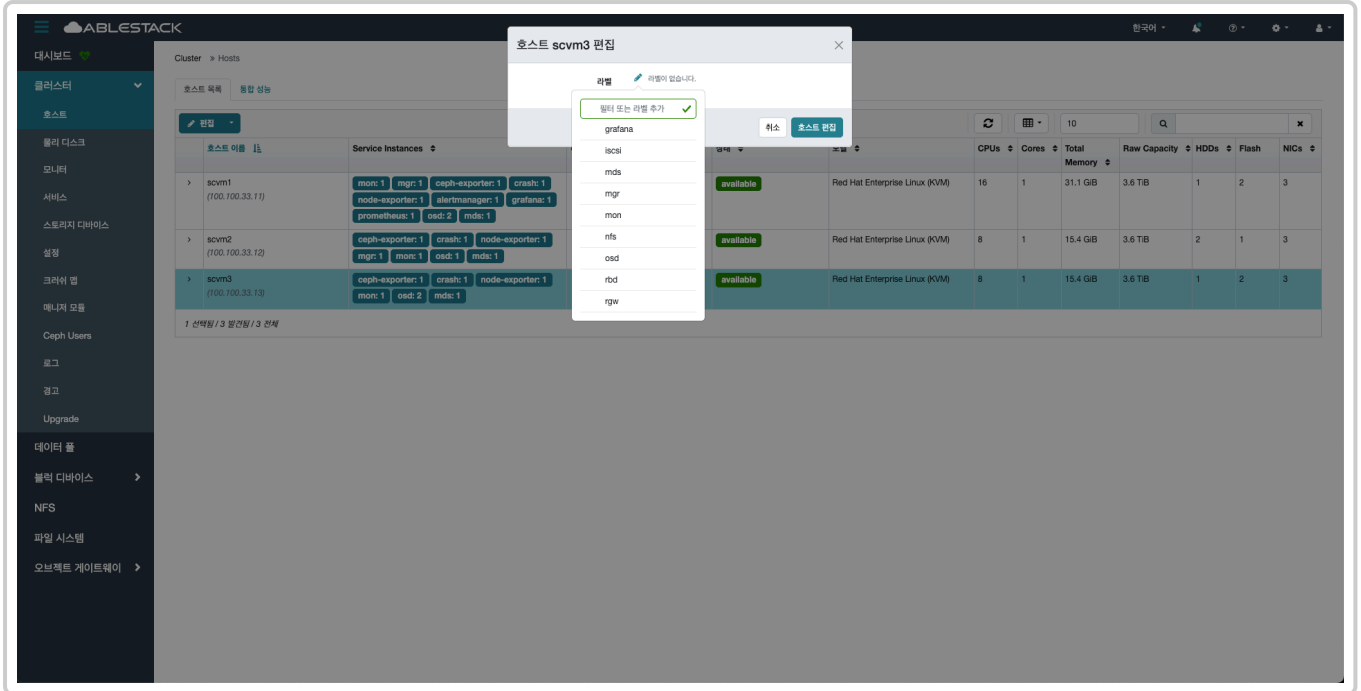 ABLESTACK
한국어
대시보드
클러스터
호스트
물리 디스크
모니터
서비스
스토리지 디바이스
설정
크러쉬 맵
매니저 모듈
Ceph Users
로그
경고
Upgrade
데이터 풀
블럭 디바이스
NFS
파일 시스템
오브젝트 게이트웨이
Cluster » Hosts
호스트 목록 통합 성능
편집
10
호스트 이름 Service Instances 상태 모델 CPUs Cores Total Memory Raw Capacity HDDs Flash NICs
scvm1
(100.100.33.11)
mon: 1 mgr: 1 ceph-exporter: 1 crash: 1
node-exporter: 1 alertmanager: 1 grafana: 1
prometheus: 1 osd: 2 mds: 1
available Red Hat Enterprise Linux (KVM) 16 1 31.1 GiB 3.6 TiB 1 2 3
scvm2
(100.100.33.12)
ceph-exporter: 1 crash: 1 node-exporter: 1
mgr: 1 mon: 1 osd: 1 mds: 1
available Red Hat Enterprise Linux (KVM) 8 1 15.4 GiB 3.6 TiB 2 1 3
scvm3
(100.100.33.13)
ceph-exporter: 1 crash: 1 node-exporter: 1
mon: 1 osd: 2 mds: 1
available Red Hat Enterprise Linux (KVM) 8 1 15.4 GiB 3.6 TiB 1 2 3
1 선택됨 / 3 발견됨 / 3 전체
호스트 scvm3 편집
라벨 라벨이 없습니다.
필터 또는 라벨 추가
grafana
iscsi
mds
mgr
mon
nfs
osd
rbd
rgw
취소 호스트 편집